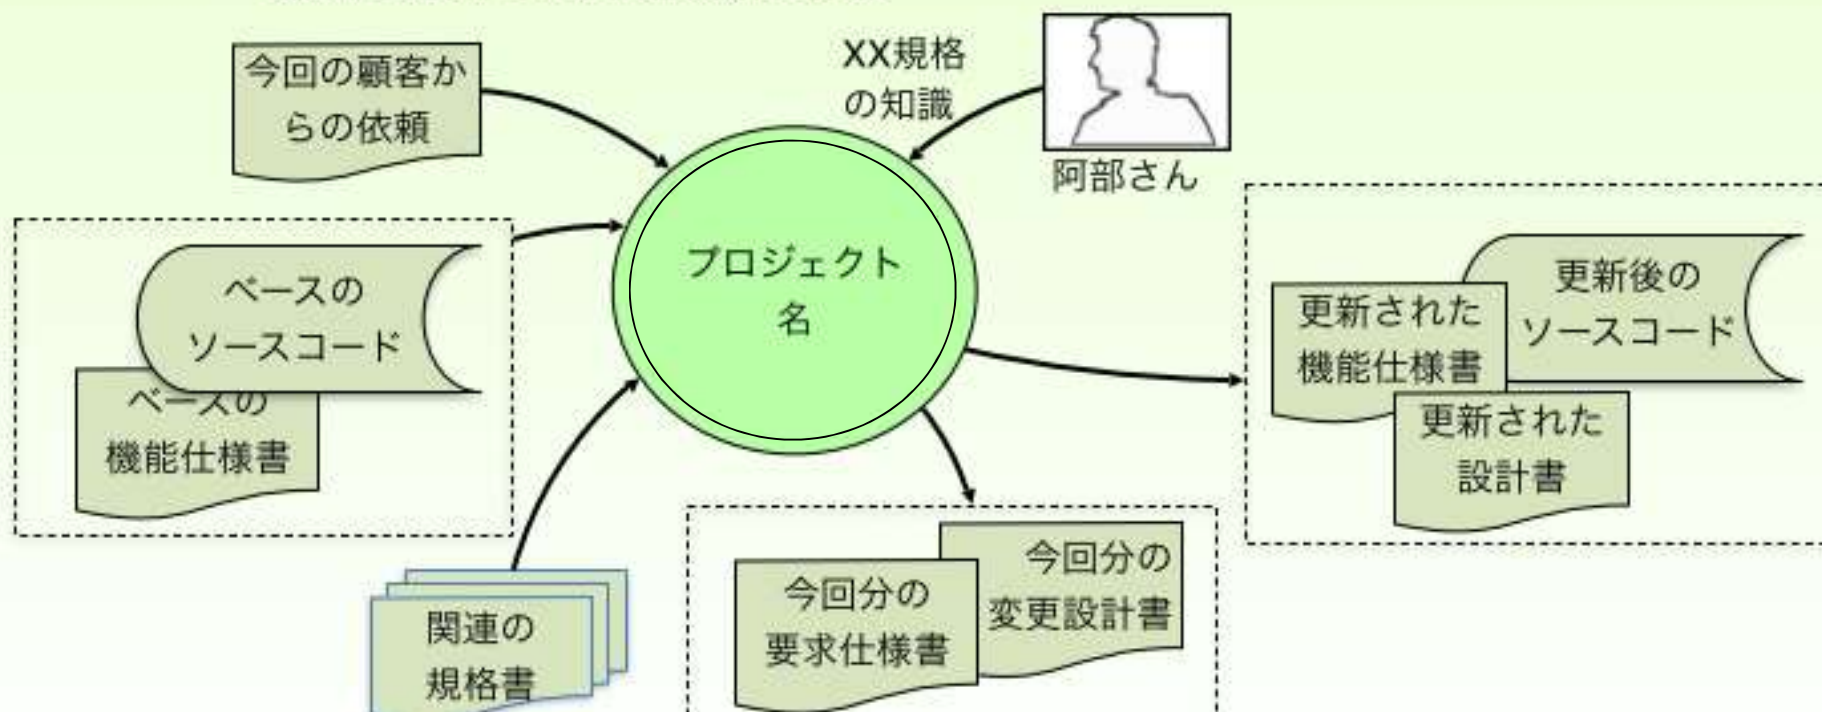 今回の顧客か
らの依頼
XX規格
の知識
阿部さん
ベースの
ソースコード
ベースの
機能仕様書
プロジェクト
名
更新後の
ソースコード
更新された
機能仕様書
更新された
設計書
関連の
規格書
今回分の
要求仕様書
今回分の
変更設計書